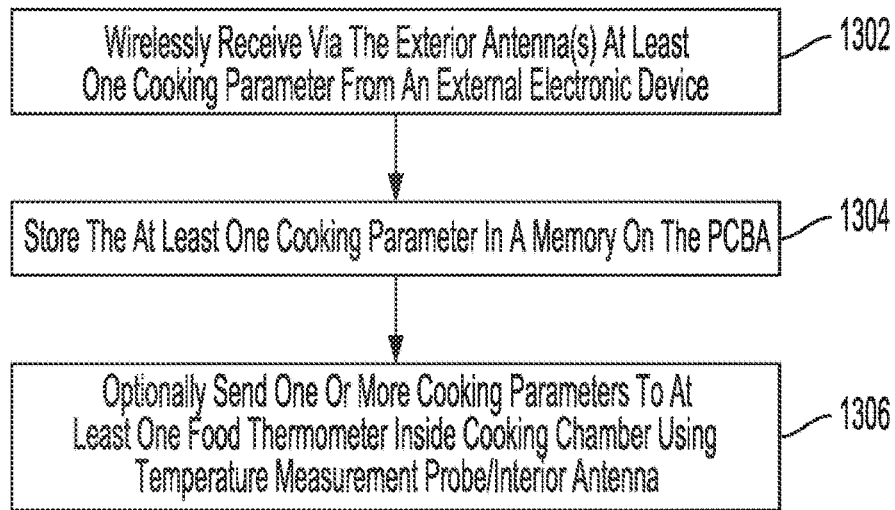 Wirelessly Receive Via The Exterior Antenna(s) At Least
One Cooking Parameter From An External Electronic Device
1302
Store The At Least One Cooking Parameter In A Memory On The PCBA
1304
Optionally Send One Or More Cooking Parameters To At
Least One Food Thermometer Inside Cooking Chamber Using
Temperature Measurement Probe/Interior Antenna
1306